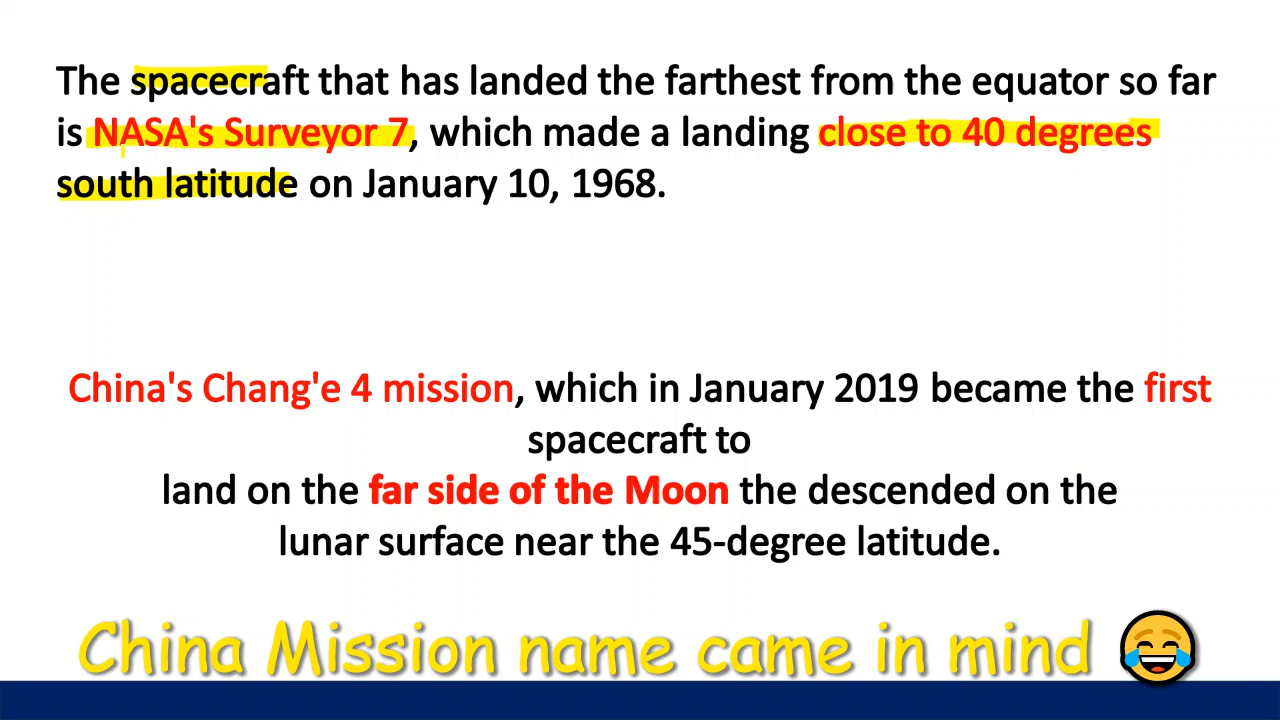 The spacecraft that has landed the farthest from the equator so far
is NASA's Surveyor 7, which made a landing close to 40 degrees
south latitude on January 10, 1968.
China's Chang'e 4 mission, which in January 2019 became the first
spacecraft to
land on the far side of the Moon the descended on the
lunar surface near the 45-degree latitude.
China Mission name came in mind